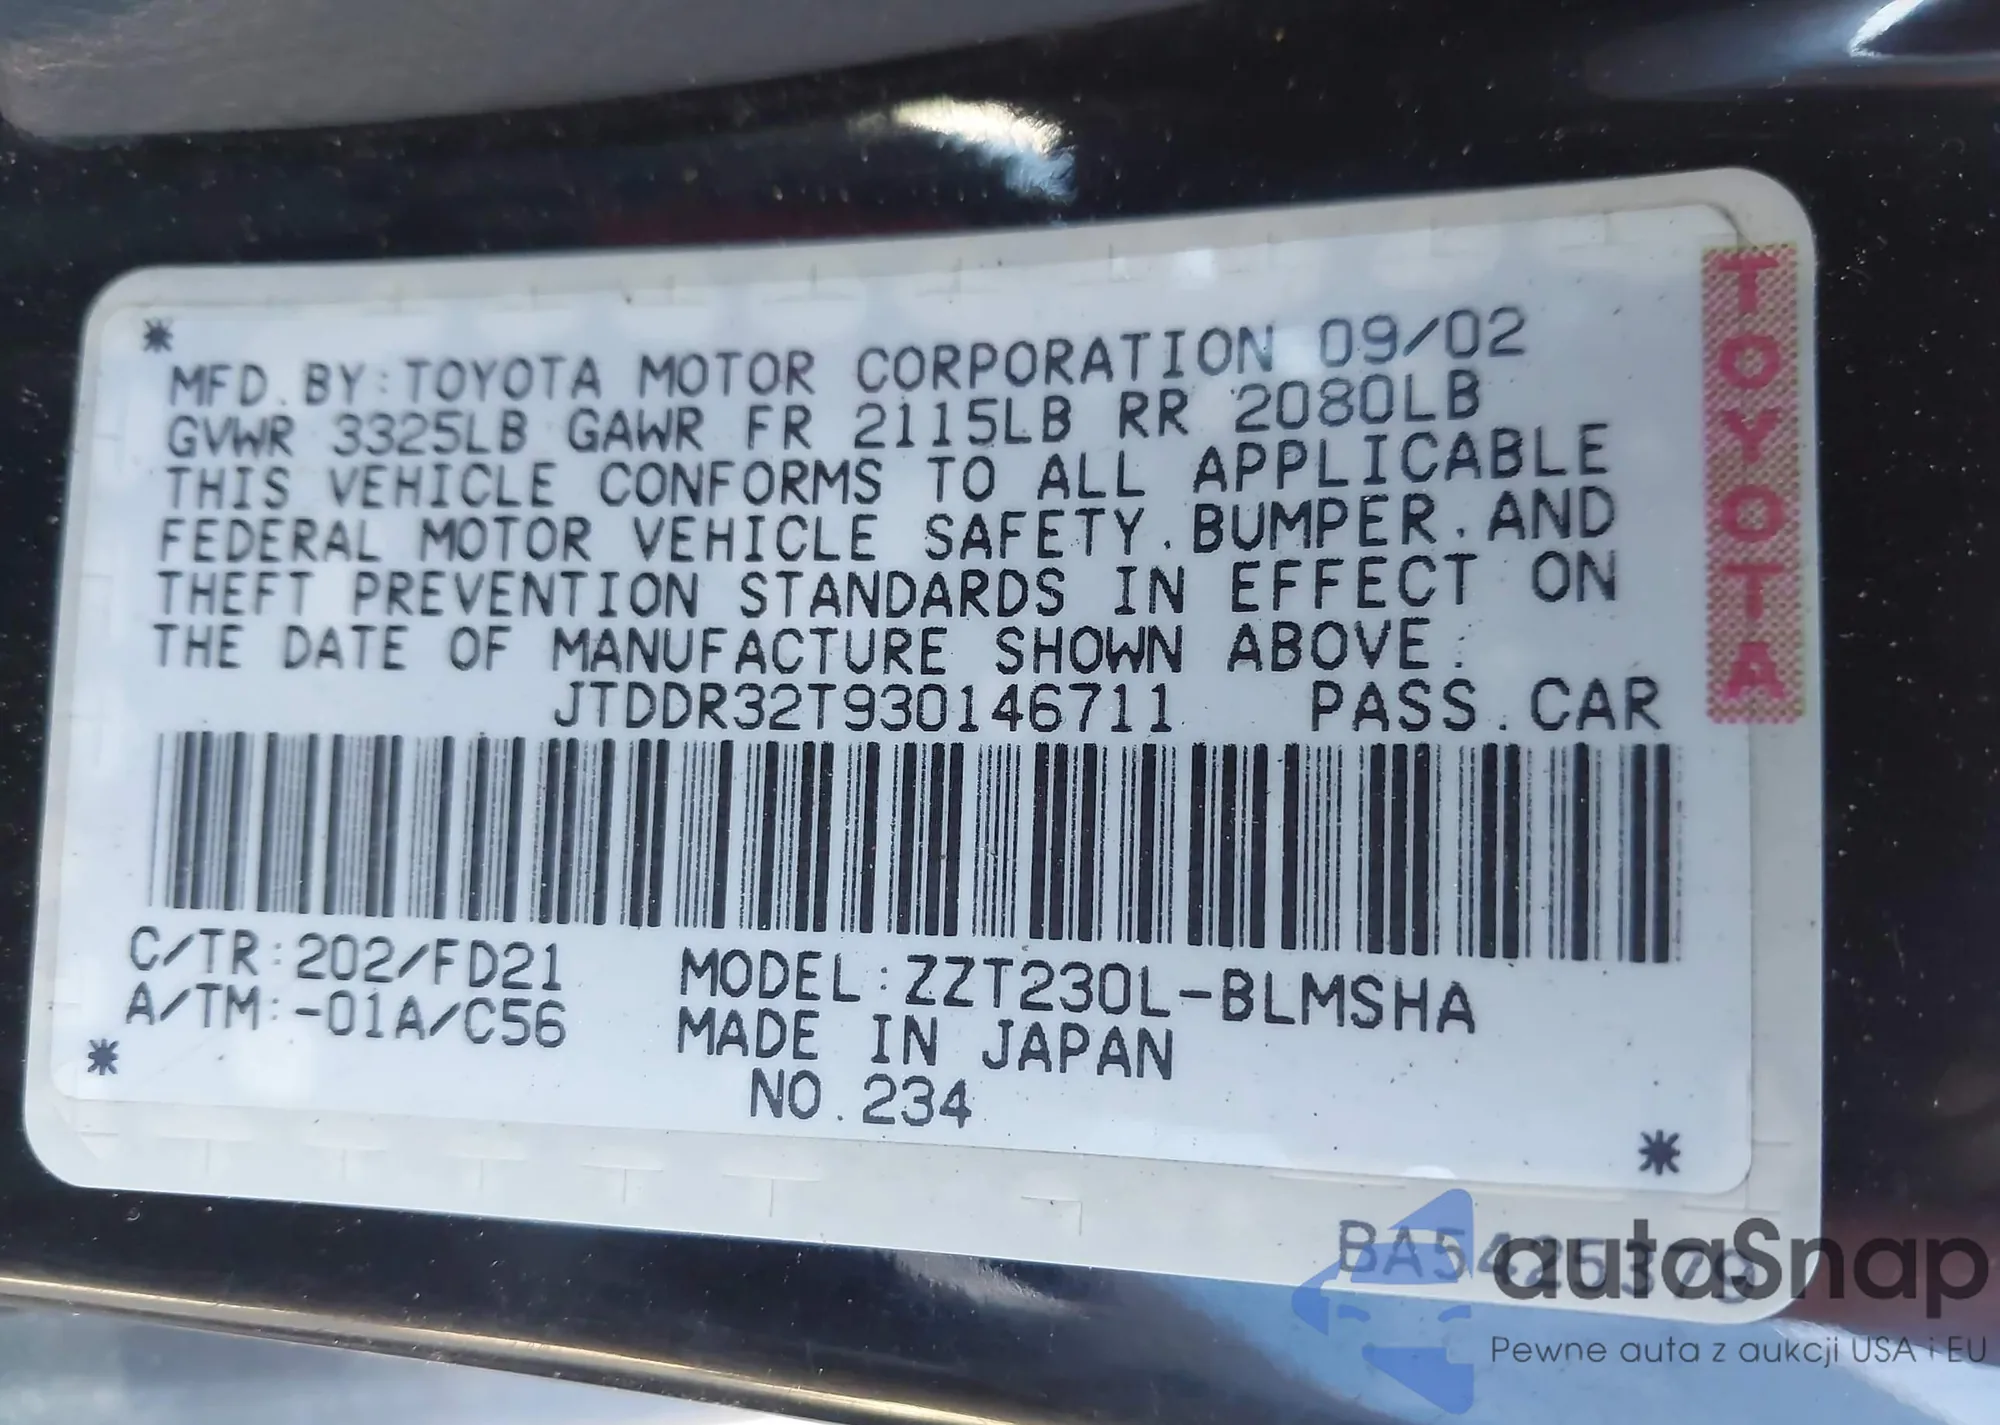 MFD.BY:TOYOTA MOTOR CORPORATION 09/02
GVWR 3325LB GAWR FR 2115LB RR 2080LB
THIS VEHICLE CONFORMS TO ALL APPLICABLE
FEDERAL MOTOR VEHICLE SAFETY.BUMPER.AND
THEFT PREVENTION STANDARDS IN EFFECT ON
THE DATE OF MANUFACTURE SHOWN ABOVE.
JTDDR32T930146711 PASS.CAR
TOYOTA
C/TR:202/FD21
A/TM:-01A/C56
MODEL:ZZT230L-BLMSHA
MADE IN JAPAN
NO.234
autoSnap
Pewne auta z aukcji USA i EU